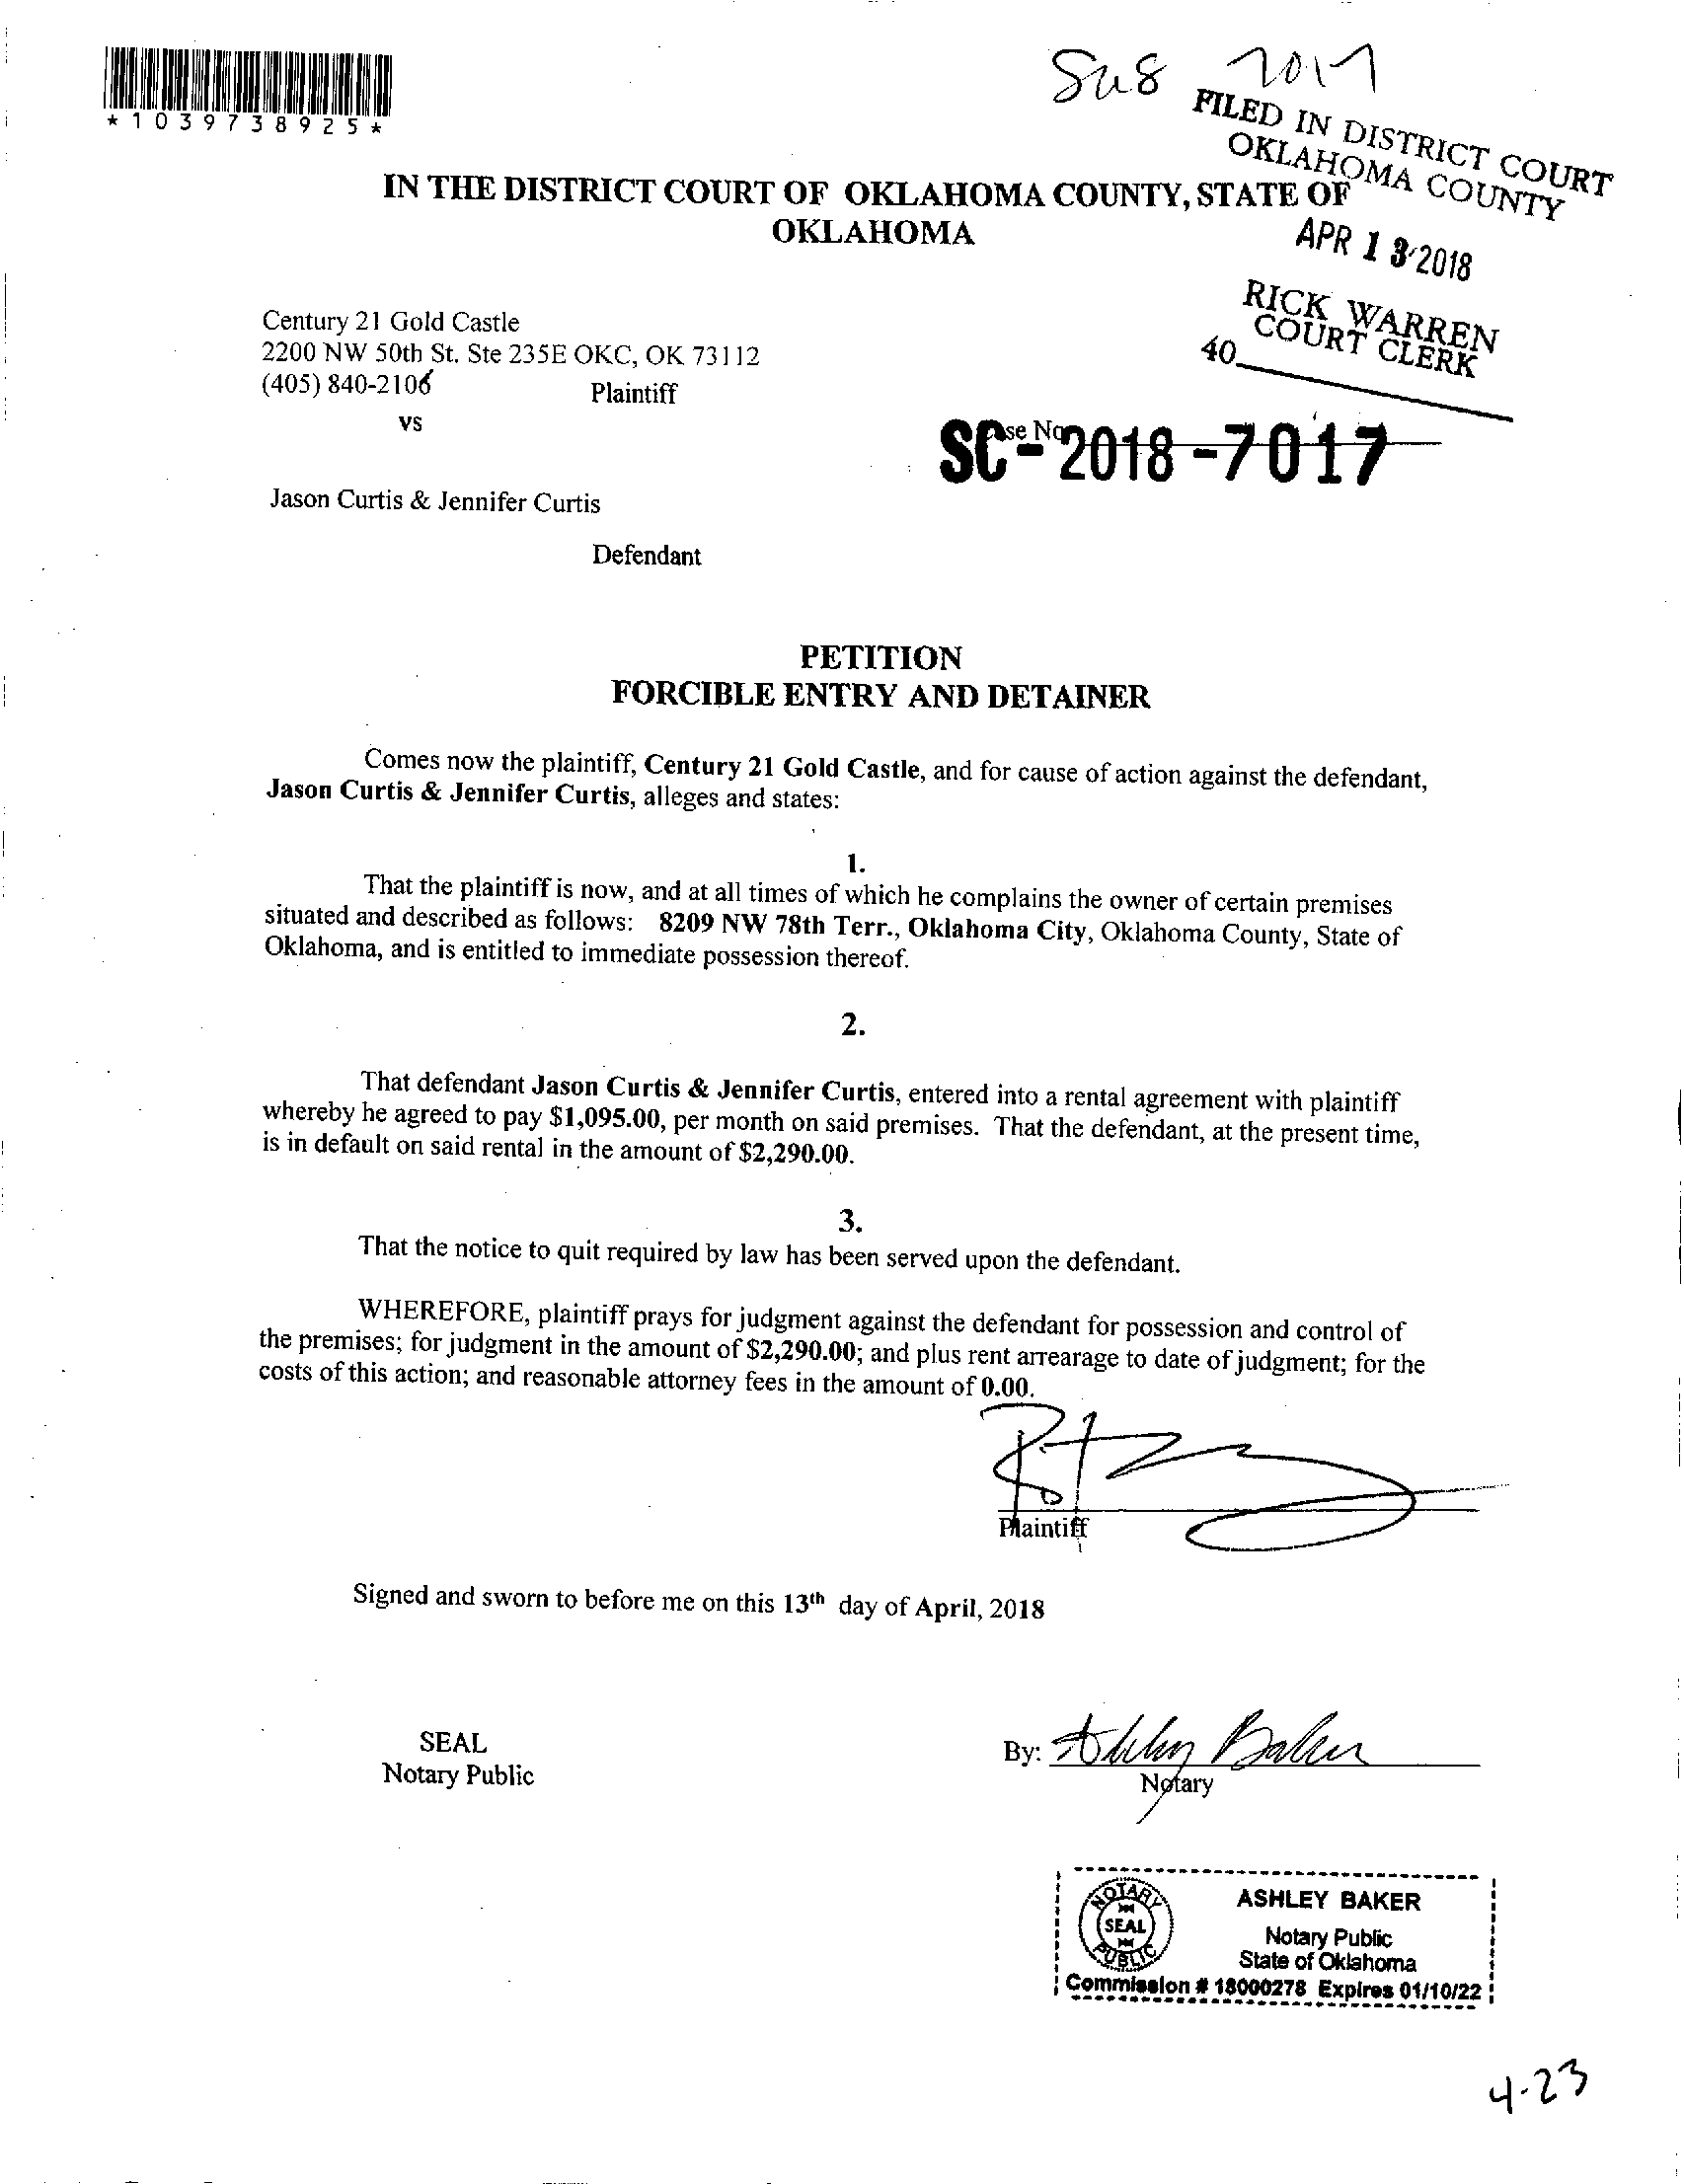 *1039738925*
2017
FILED IN DISTRICT COURT
OKLAHOMA COUNTY
IN THE DISTRICT COURT OF OKLAHOMA COUNTY, STATE OF
OKLAHOMA
APR 13 2018
RICK WARREN
COURT CLERK
40
Century 21 Gold Castle
2200 NW 50th St. Ste 235E OKC, OK 73112
(405) 840-2106
Plaintiff
vs
SC-2018-7017
Jason Curtis & Jennifer Curtis
Defendant
PETITION
FORCIBLE ENTRY AND DETAINER
Comes now the plaintiff, Century 21 Gold Castle, and for cause of action against the defendant,
Jason Curtis & Jennifer Curtis, alleges and states:
1.
That the plaintiff is now, and at all times of which he complains the owner of certain premises
situated and described as follows: 8209 NW 78th Terr., Oklahoma City, Oklahoma County, State of
Oklahoma, and is entitled to immediate possession thereof.
2.
That defendant Jason Curtis & Jennifer Curtis, entered into a rental agreement with plaintiff
whereby he agreed to pay $1,095.00, per month on said premises. That the defendant, at the present time,
is in default on said rental in the amount of $2,290.00.
3.
That the notice to quit required by law has been served upon the defendant.
WHEREFORE, plaintiff prays for judgment against the defendant for possession and control of
the premises; for judgment in the amount of $2,290.00; and plus rent arrearage to date of judgment; for the
costs of this action; and reasonable attorney fees in the amount of 0.00.
Plaintiff
Signed and sworn to before me on this 13th day of April, 2018
SEAL
Notary Public
By: Ashley Baker
Notary
NOTARY
SEAL
PUBLIC
ASHLEY BAKER
Notary Public
State of Oklahoma
Commission # 18000278 Expires 01/10/22
4-23